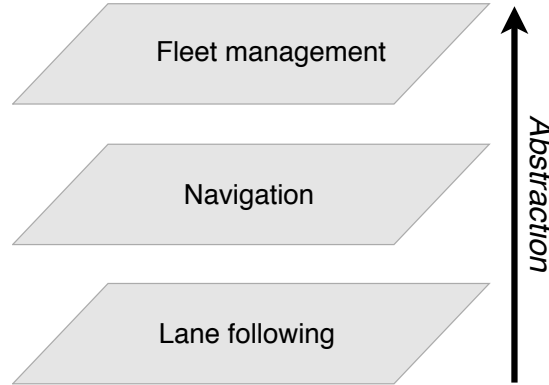 Fleet management
Navigation
Lane following
Abstraction